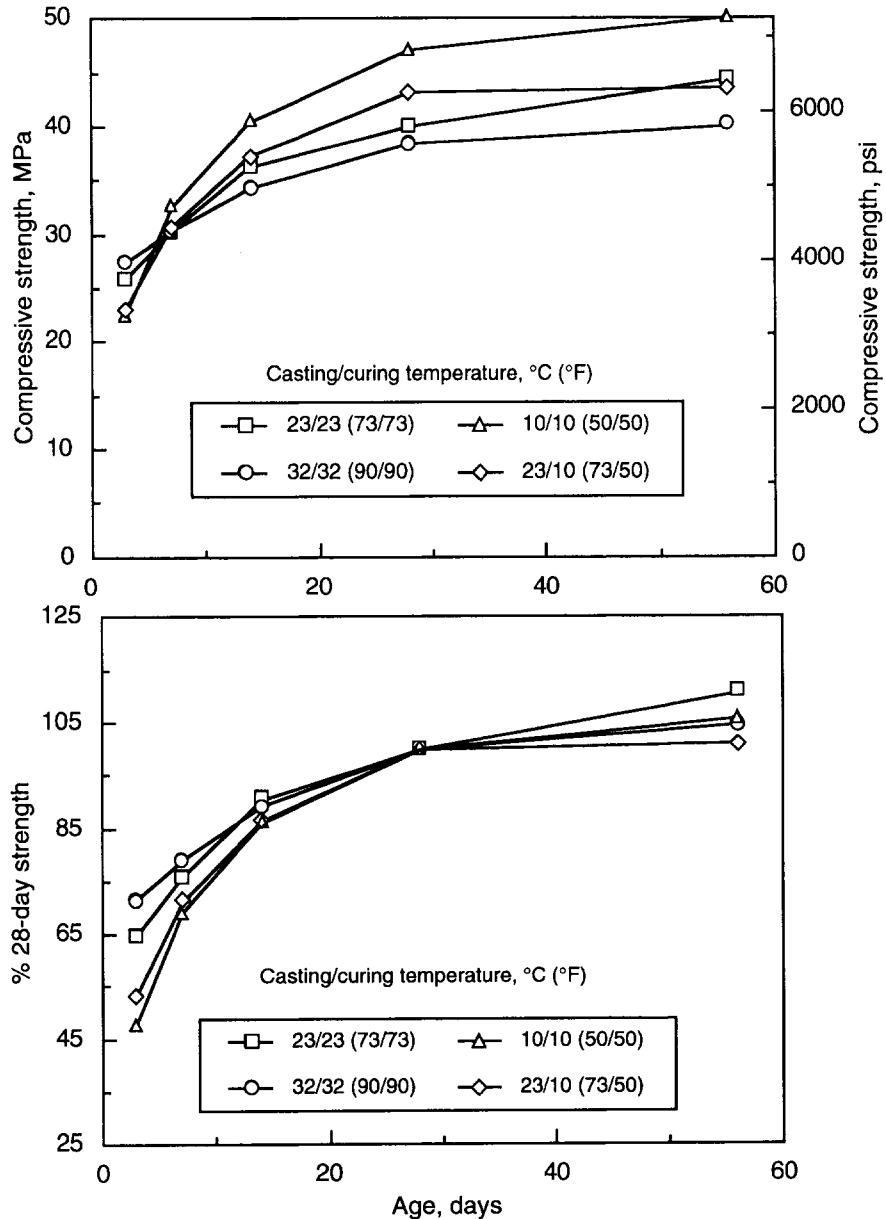 50
40
30
20
10
0
Compressive strength, MPa
6000
4000
2000
0
Compressive strength, psi
Casting/curing temperature, °C (°F)
23/23 (73/73) 10/10 (50/50)
32/32 (90/90) 23/10 (73/50)
0 20 40 60
125
105
85
65
45
25
% 28-day strength
Casting/curing temperature, °C (°F)
23/23 (73/73) 10/10 (50/50)
32/32 (90/90) 23/10 (73/50)
0 20 40 60
Age, days